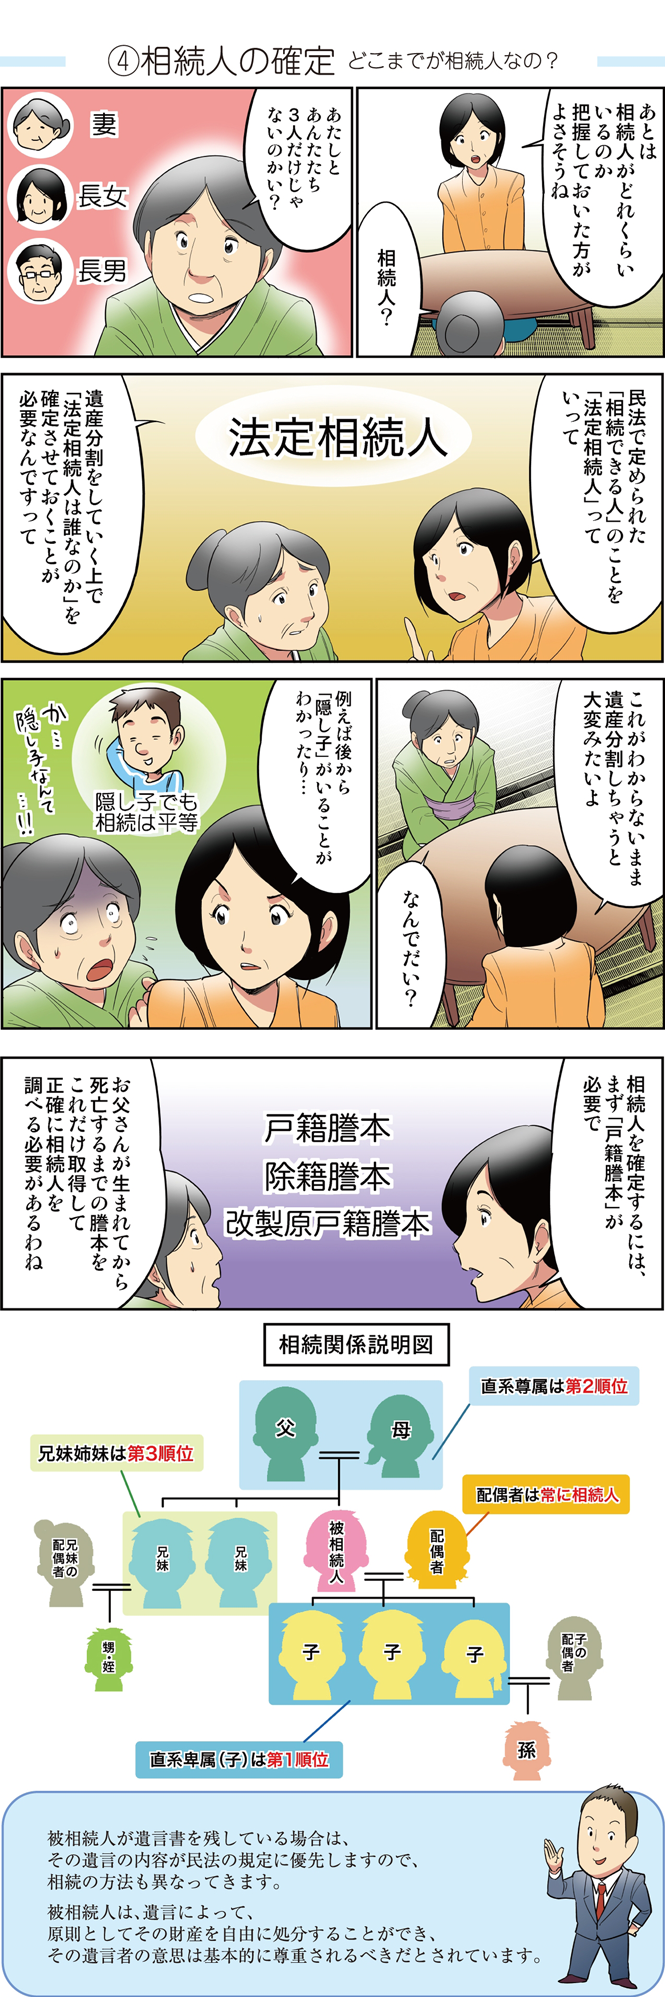 ④相続人の確定 どこまでが相続人なの？
あとは
相続人がどれくらい
いるのか
把握しておいた方が
よさそうね
相続人？
あたしと
あんたたち
３人だけじゃ
ないのかい？
妻
長女
長男
民法で定められた
「相続できる人」のことを
「法定相続人」って
いって
法定相続人
遺産分割をしていく上で
「法定相続人は誰なのか」を
確定させておくことが
必要なんですって
これがわからないまま
遺産分割しちゃうと
大変みたいよ
なんでだい？
例えば後から
「隠し子」がいることが
わかったり…
隠し子でも
相続は平等
か…
隠し子なんて
…!!
相続人を確定するには、
まず「戸籍謄本」が
必要で
戸籍謄本
除籍謄本
改製原戸籍謄本
お父さんが生まれてから
死亡するまでの謄本を
これだけ取得して
正確に相続人を
調べる必要があるわね
相続関係説明図
直系尊属は第2順位
父
母
兄妹姉妹は第3順位
配偶者は常に相続人
兄妹の
配偶者
兄妹
兄妹
被相続人
配偶者
甥・姪
子
子
子
子の
配偶者
孫
直系卑属（子）は第1順位
被相続人が遺言書を残している場合は、
その遺言の内容が民法の規定に優先しますので、
相続の方法も異なってきます。
被相続人は、遺言によって、
原則としてその財産を自由に処分することができ、
その遺言者の意思は基本的に尊重されるべきだとされています。